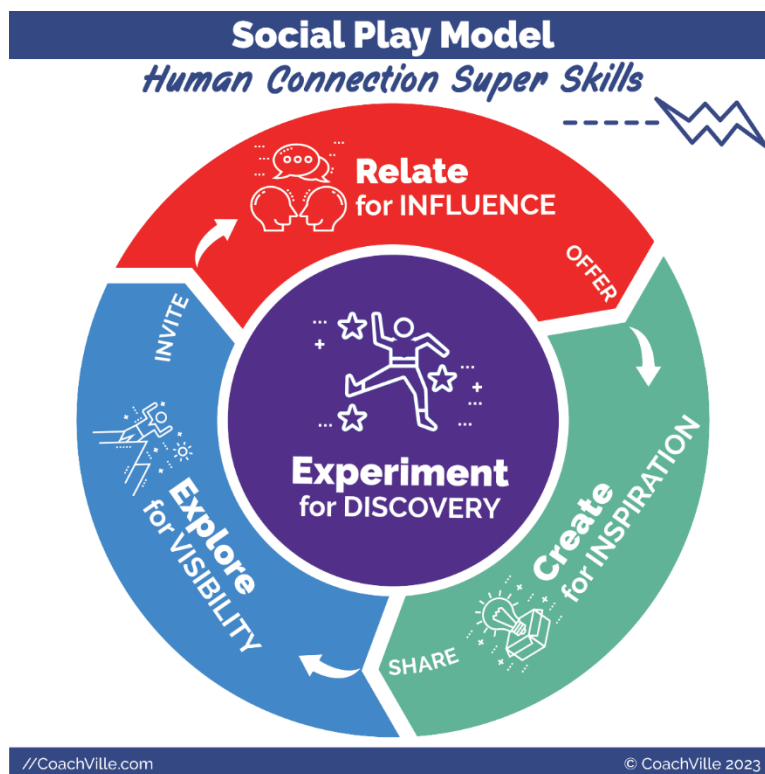 Social Play Model
Human Connection Super Skills
Relate
for INFLUENCE
OFFER
Create
for INSPIRATION
SHARE
Explore
for VISIBILITY
INVITE
Experiment
for DISCOVERY
//CoachVille.com
© CoachVille 2023